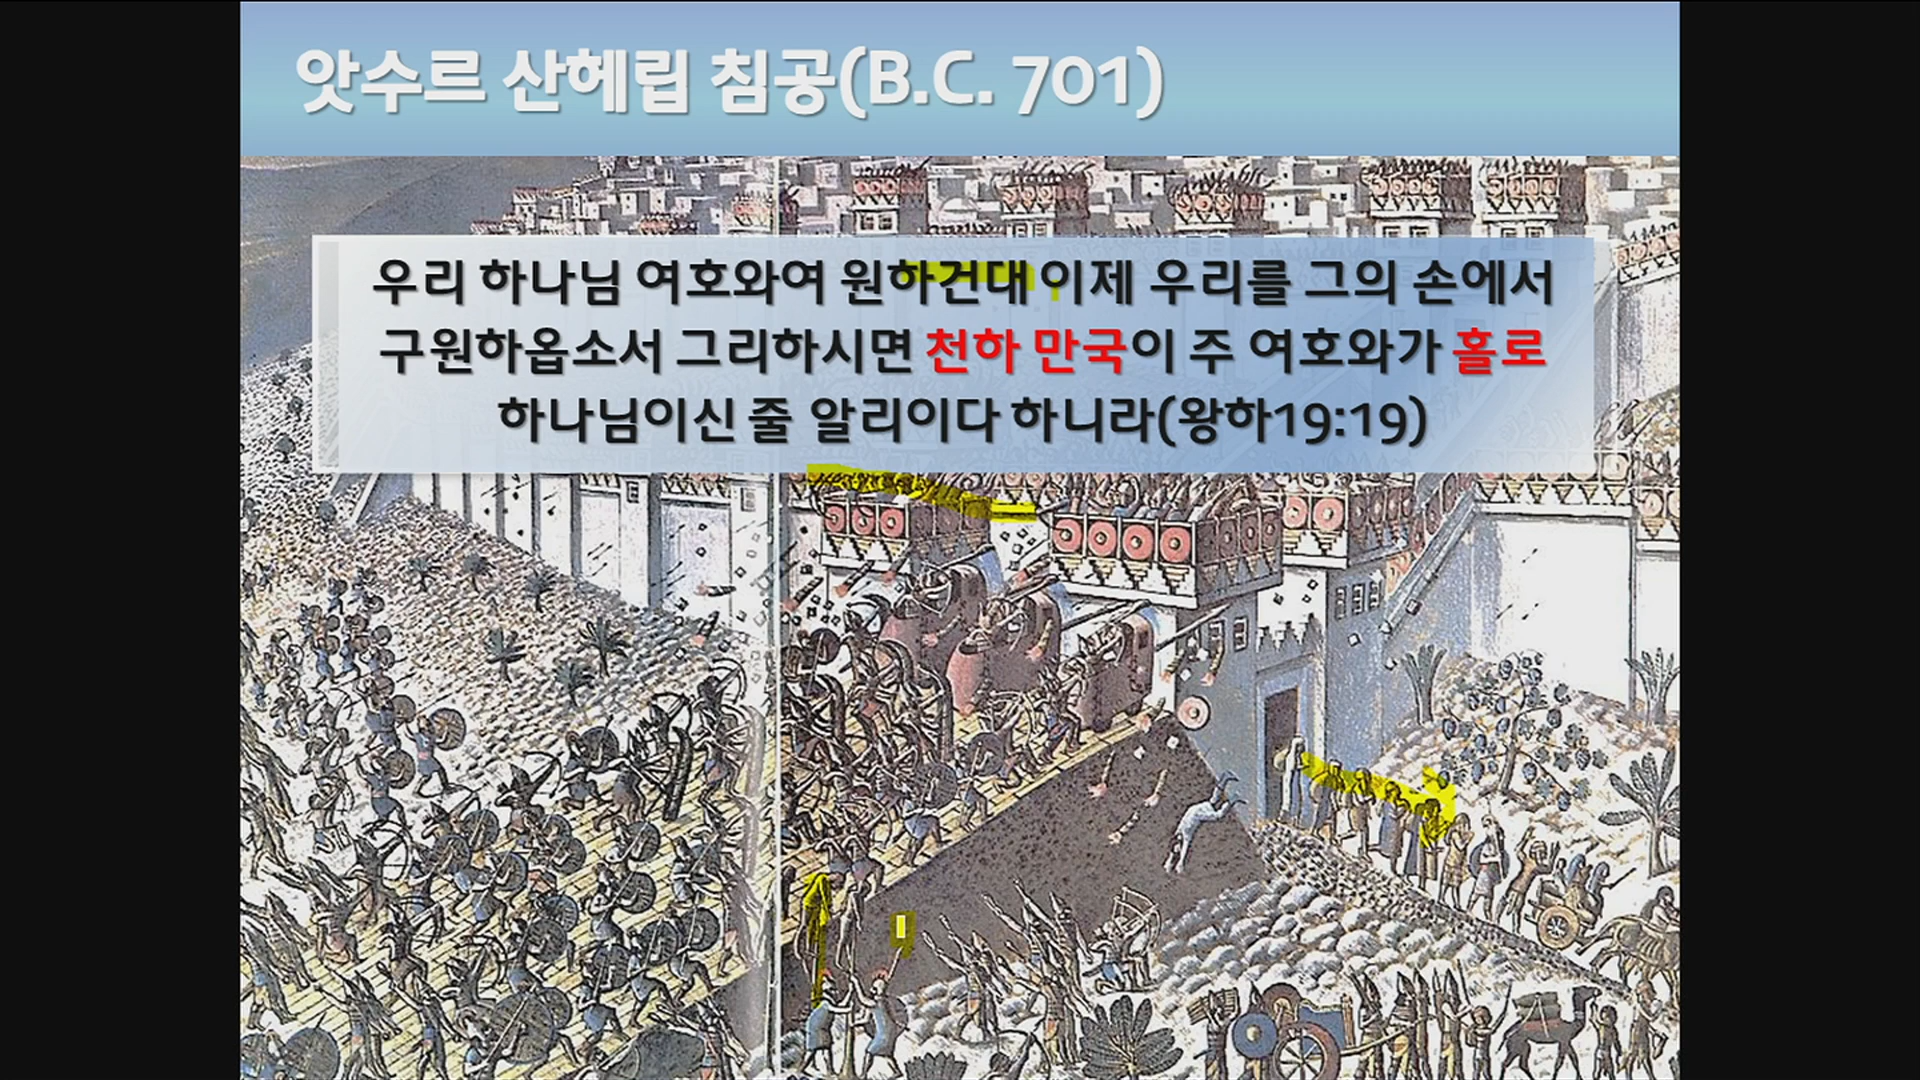 앗수르 산헤립 침공(B.C. 701)
우리 하나님 여호와여 원하건대 이제 우리를 그의 손에서
구원하옵소서 그리하시면 천하 만국이 주 여호와가 홀로
하나님이신 줄 알리이다 하니라(왕하19:19)